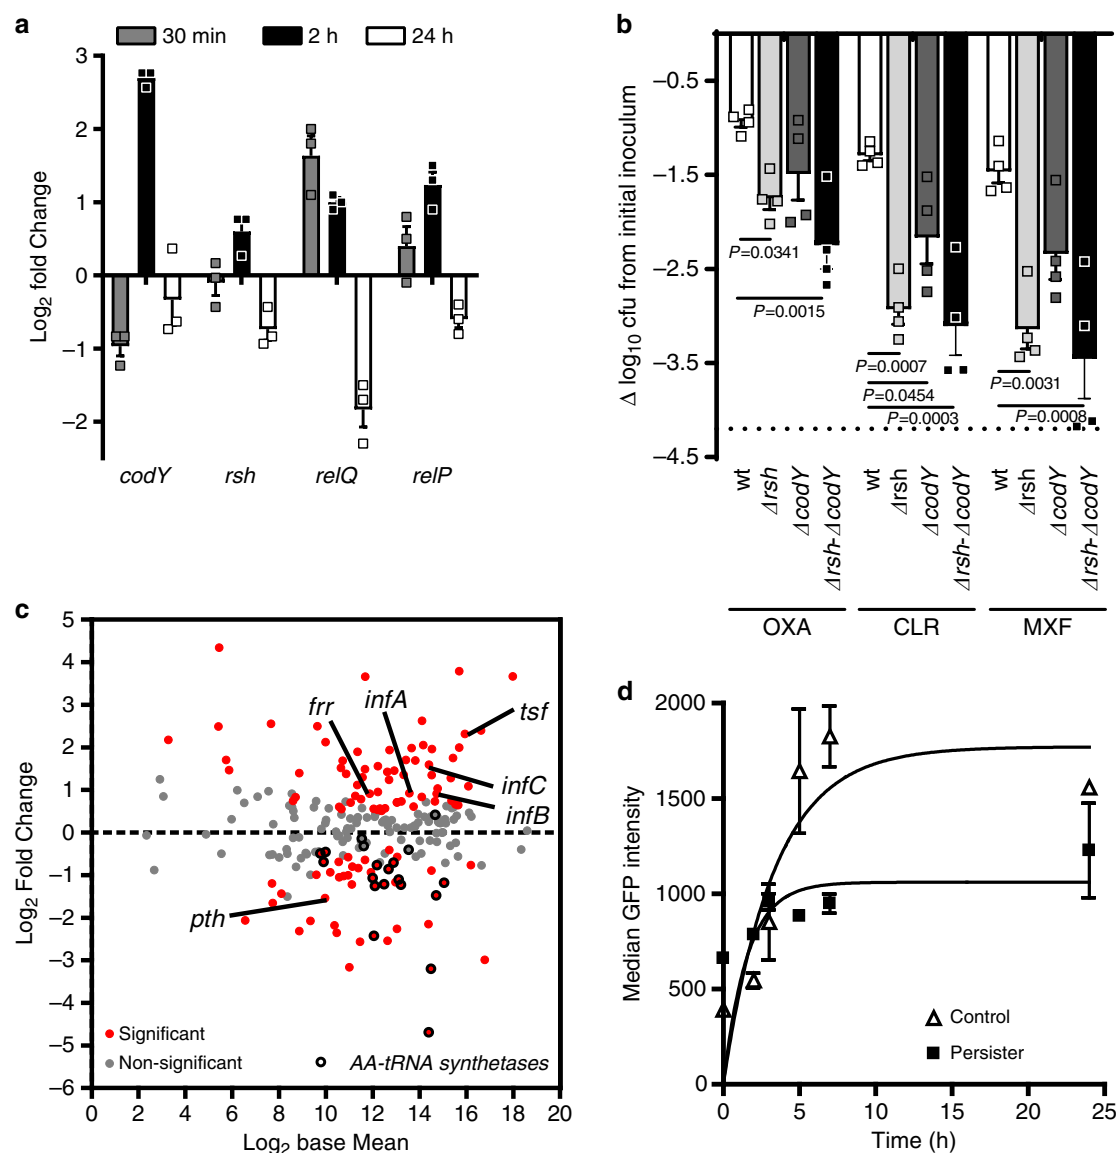 a
30 min 2 h 24 h
Log2 fold Change
3
2
1
0
−1
−2
codY rsh relQ relP
b
Δ log10 cfu from initial inoculum
−0.5
−1.5
−2.5
−3.5
−4.5
P=0.0341
P=0.0015
P=0.0007
P=0.0454
P=0.0003
P=0.0031
P=0.0008
wt Δrsh ΔcodY Δrsh-ΔcodY wt Δrsh ΔcodY Δrsh-ΔcodY wt Δrsh ΔcodY Δrsh-ΔcodY
OXA CLR MXF
c
Log2 Fold Change
5
4
3
2
1
0
−1
−2
−3
−4
−5
−6
frr infA tsf
infC
infB
pth
Significant
Non-significant AA-tRNA synthetases
0 2 4 6 8 10 12 14 16 18 20
Log2 base Mean
d
Median GFP intensity
2000
1500
1000
500
0
Control
Persister
0 5 10 15 20 25
Time (h)